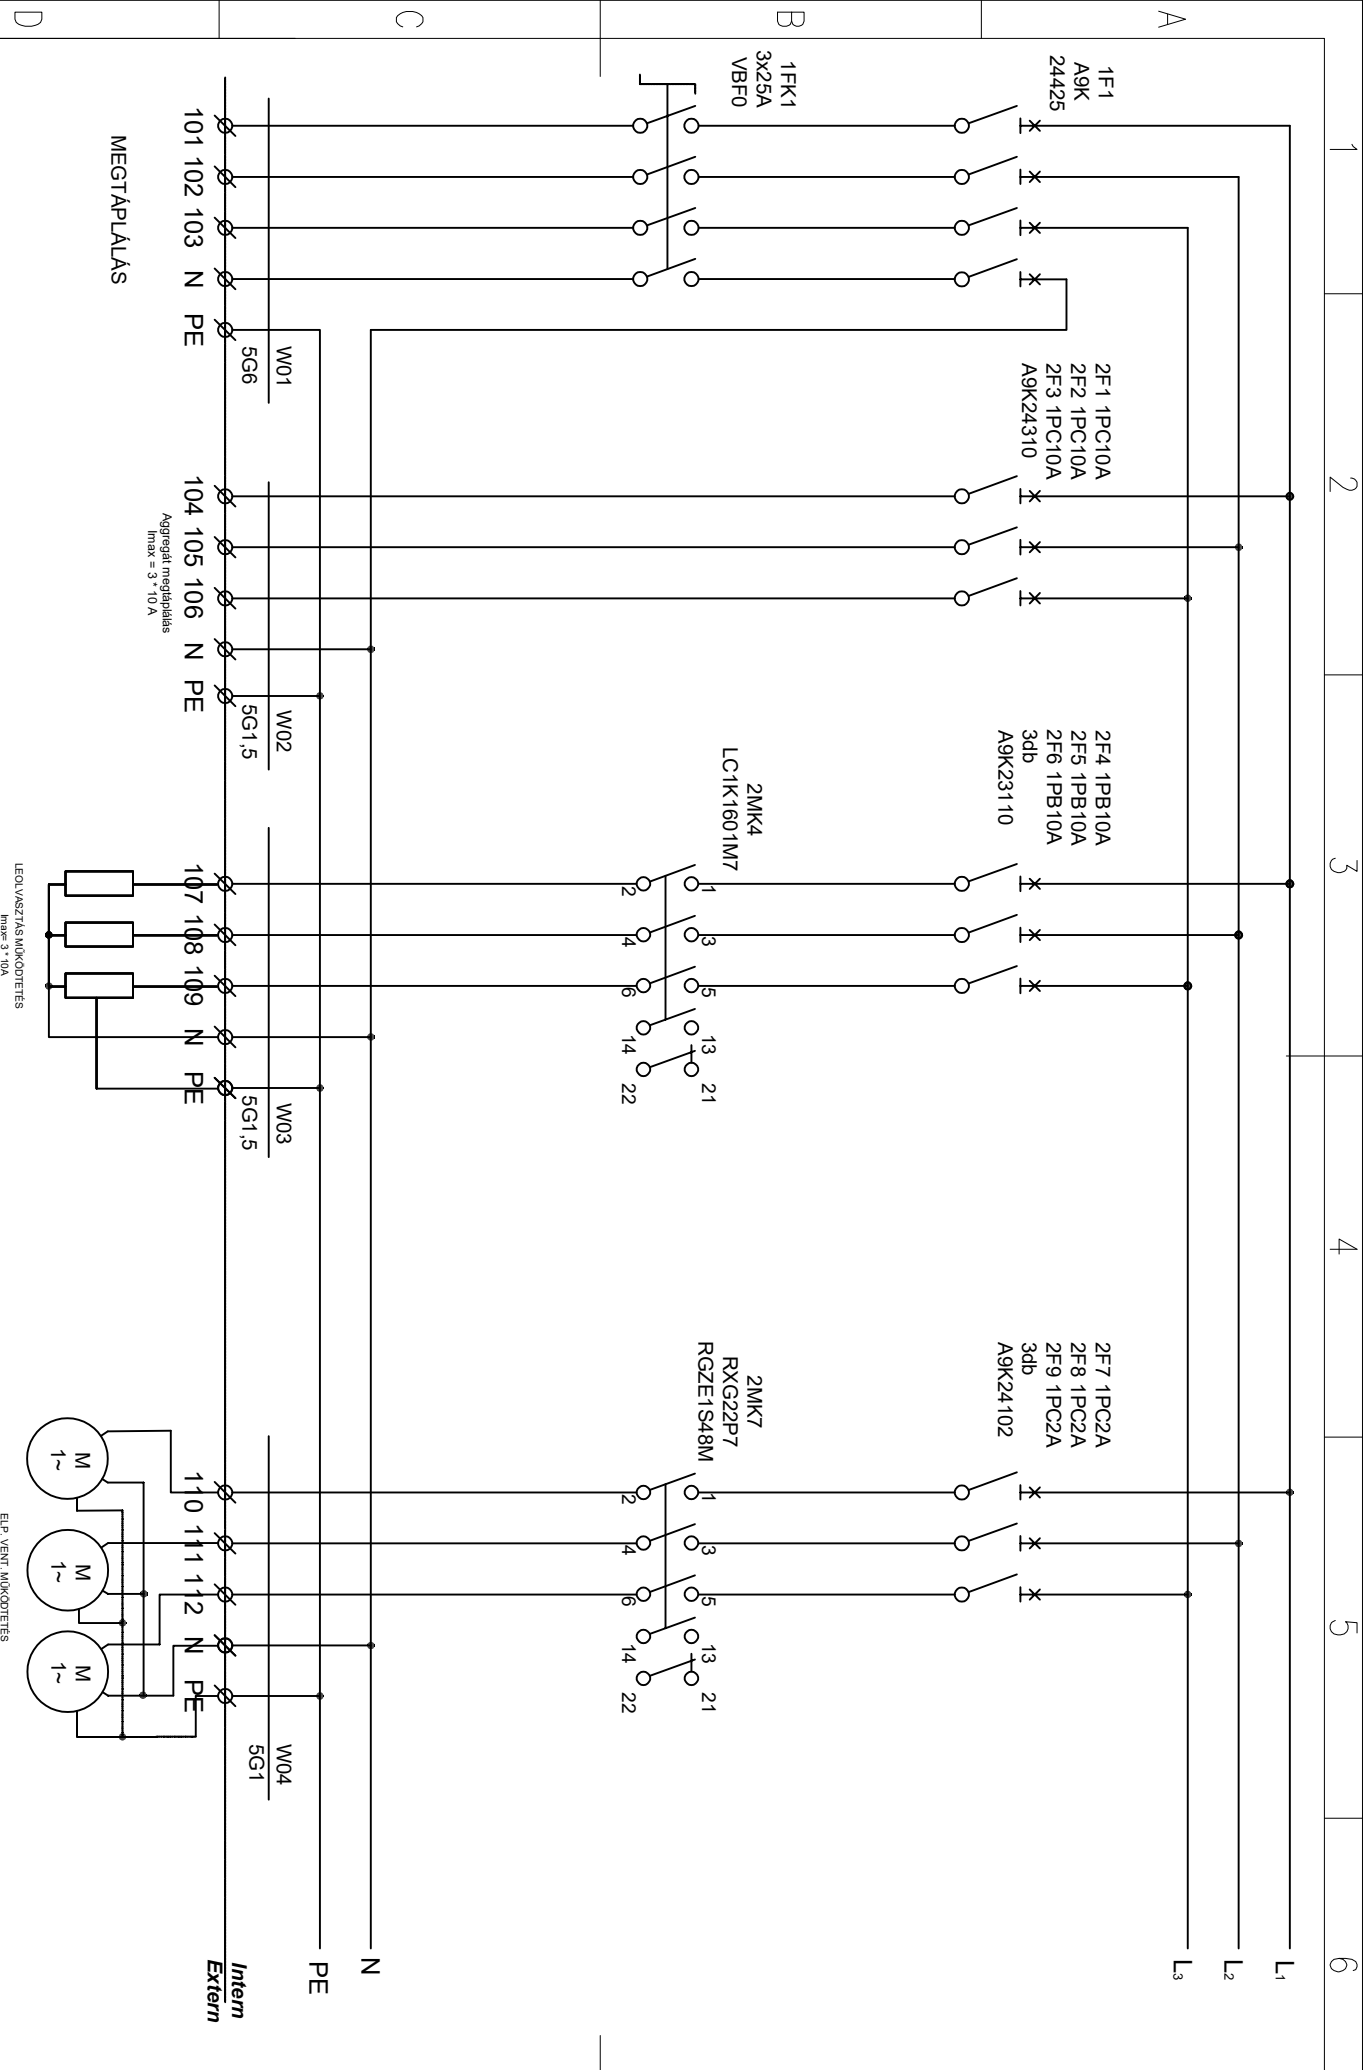 1
2
3
4
5
6
A
B
C
D
1F1
A9K
24425
2F1 1PC10A
2F2 1PC10A
2F3 1PC10A
A9K24310
2F4 1PB10A
2F5 1PB10A
2F6 1PB10A
3db
A9K23110
2F7 1PC2A
2F8 1PC2A
2F9 1PC2A
3db
A9K24102
L1
L2
L3
1FK1
3x25A
VBF0
2MK4
LC1K1601M7
1 3 5 13 21
2 4 6 14 22
2MK7
RXG22P7
RGZE1S48M
1 3 5 13 21
2 4 6 14 22
N
PE
W01
5G6
W02
5G1,5
W03
5G1,5
W04
5G1
Intern
Extern
101 102 103 N PE
104 105 106 N PE
107 108 109 N PE
110 111 112 N PE
MEGTÁPLÁLÁS
Aggregát megtáplálás
Imax = 3 * 10 A
LEOLVASZTÁS MŰKÖDTETÉS
Imax= 3 * 10A
M
1~
M
1~
M
1~
ELP. VENT. MŰKÖDTETÉS